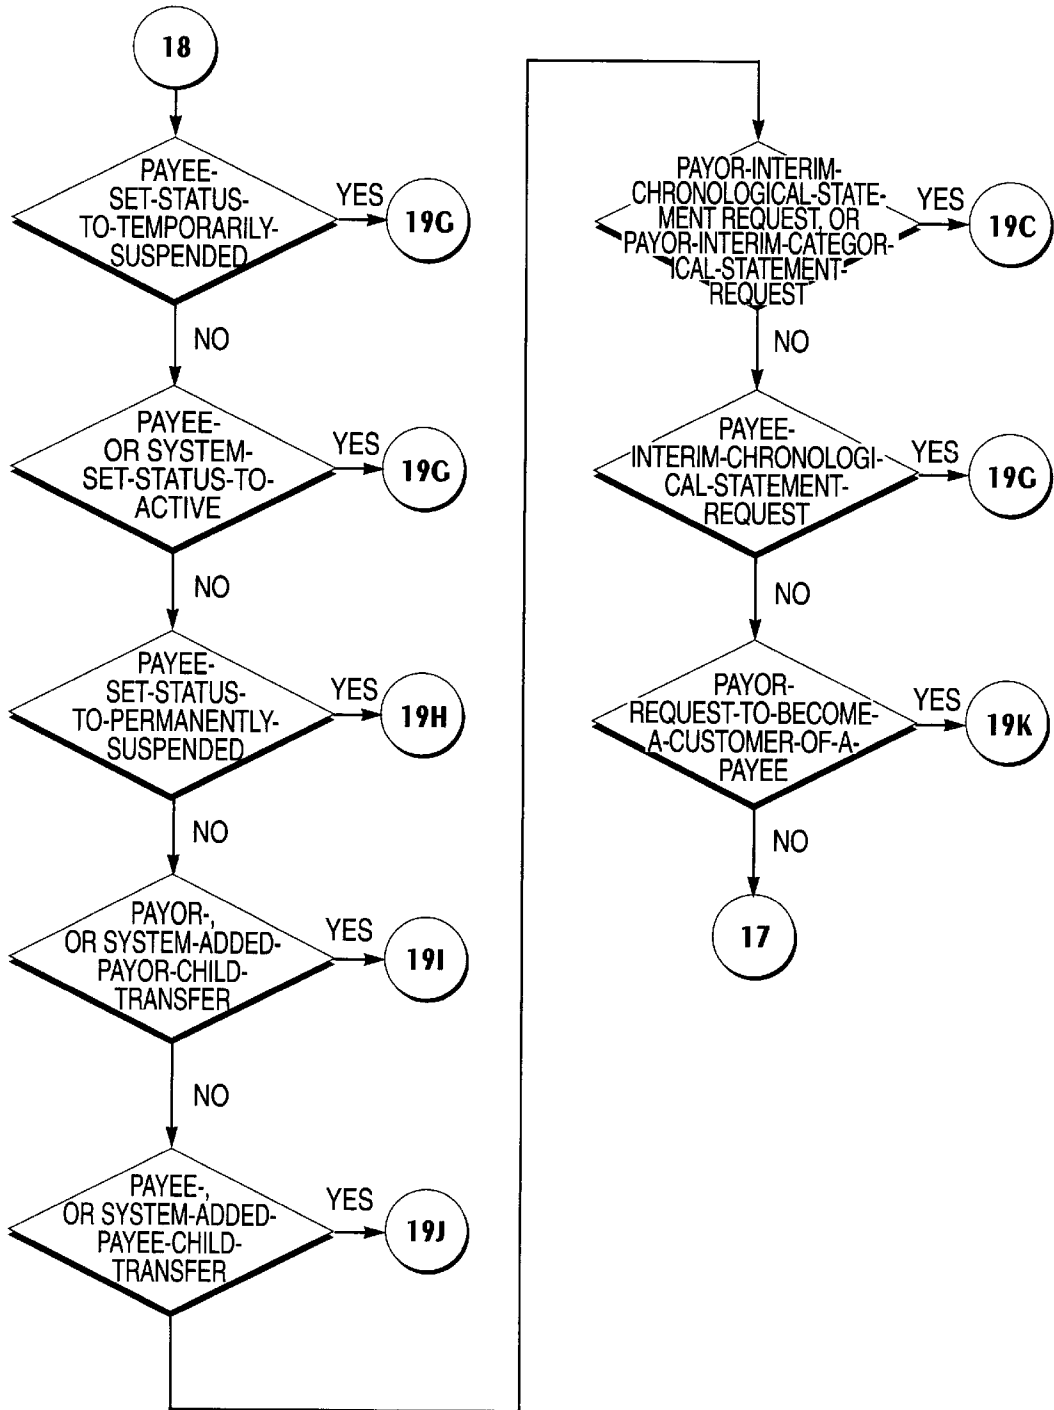 18
PAYEE-
SET-STATUS-
TO-TEMPORARILY-
SUSPENDED
YES
19G
NO
PAYEE-
OR SYSTEM-
SET-STATUS-TO-
ACTIVE
YES
19G
NO
PAYEE-
SET-STATUS-
TO-PERMANENTLY-
SUSPENDED
YES
19H
NO
PAYOR-,
OR SYSTEM-ADDED-
PAYOR-CHILD-
TRANSFER
YES
19I
NO
PAYEE-,
OR SYSTEM-ADDED-
PAYEE-CHILD-
TRANSFER
YES
19J
PAYOR-INTERIM-
CHRONOLOGICAL-STATE-
MENT REQUEST, OR
PAYOR-INTERIM-CATEGOR-
ICAL-STATEMENT-
REQUEST
YES
19C
NO
PAYEE-
INTERIM-CHRONOLOGI-
CAL-STATEMENT-
REQUEST
YES
19G
NO
PAYOR-
REQUEST-TO-BECOME-
A-CUSTOMER-OF-A-
PAYEE
YES
19K
NO
17